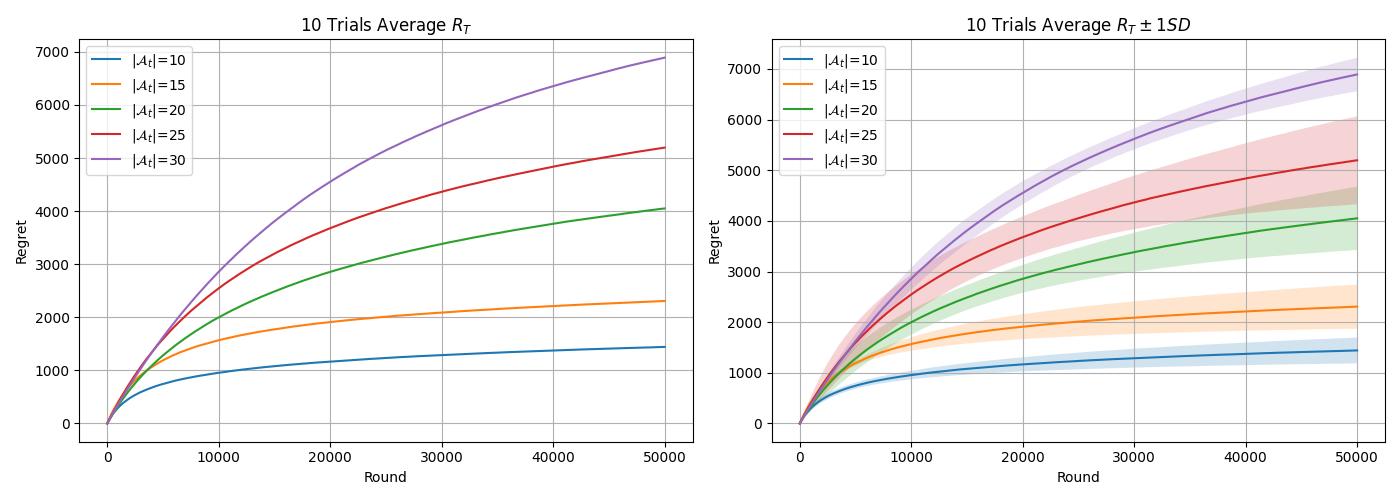 10 Trials Average $R_T$
7000
6000
5000
4000
3000
2000
1000
0
Regret
$|\mathcal{A}_t|$=10
$|\mathcal{A}_t|$=15
$|\mathcal{A}_t|$=20
$|\mathcal{A}_t|$=25
$|\mathcal{A}_t|$=30
0 10000 20000 30000 40000 50000
Round
10 Trials Average $R_T \pm 1SD$
7000
6000
5000
4000
3000
2000
1000
0
Regret
$|\mathcal{A}_t|$=10
$|\mathcal{A}_t|$=15
$|\mathcal{A}_t|$=20
$|\mathcal{A}_t|$=25
$|\mathcal{A}_t|$=30
0 10000 20000 30000 40000 50000
Round